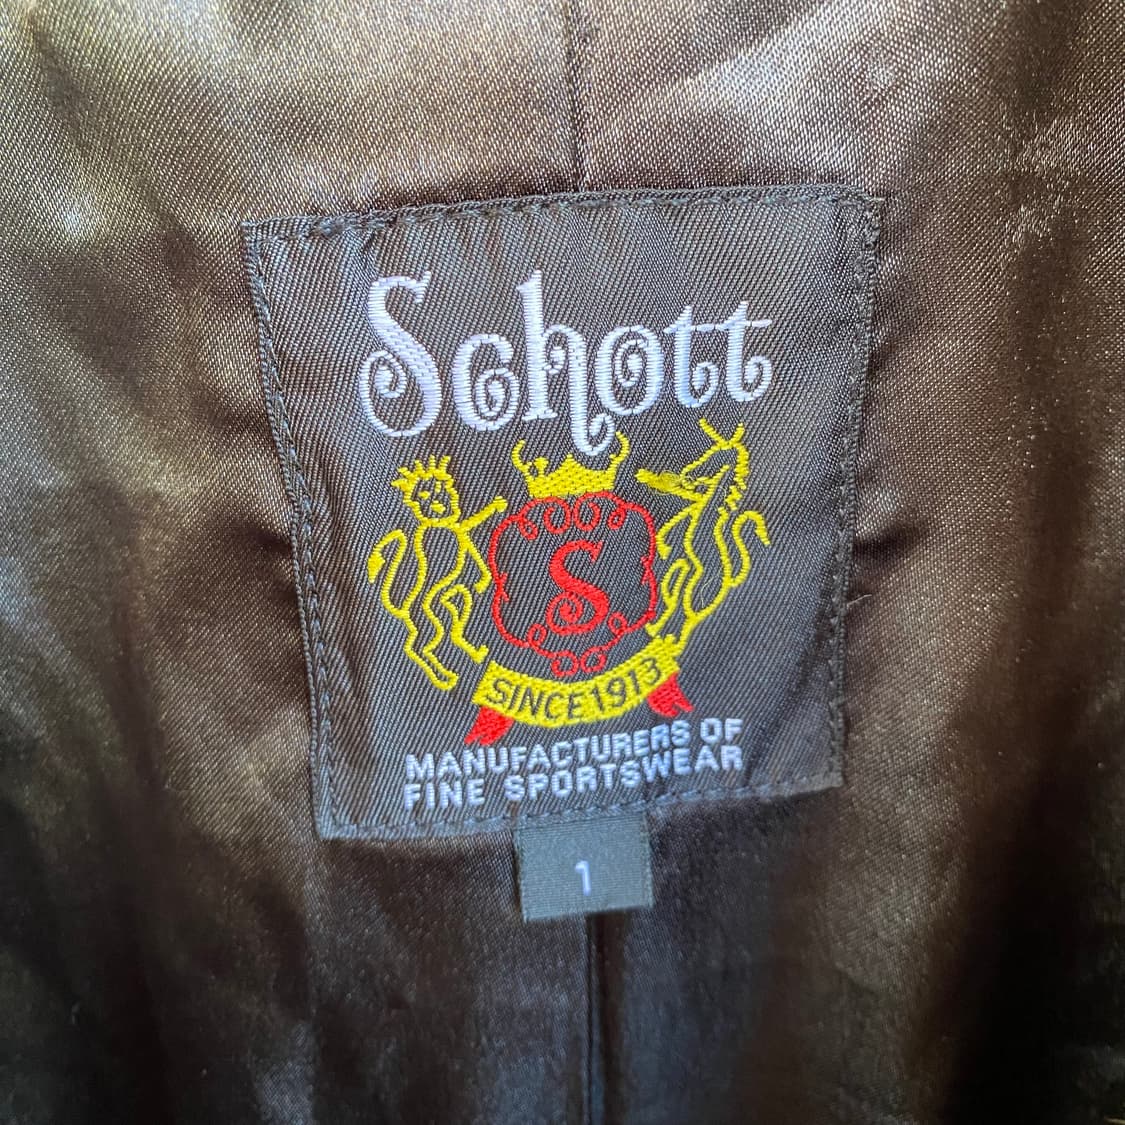 Schott
S
SINCE 1913
MANUFACTURERS OF
FINE SPORTSWEAR
1